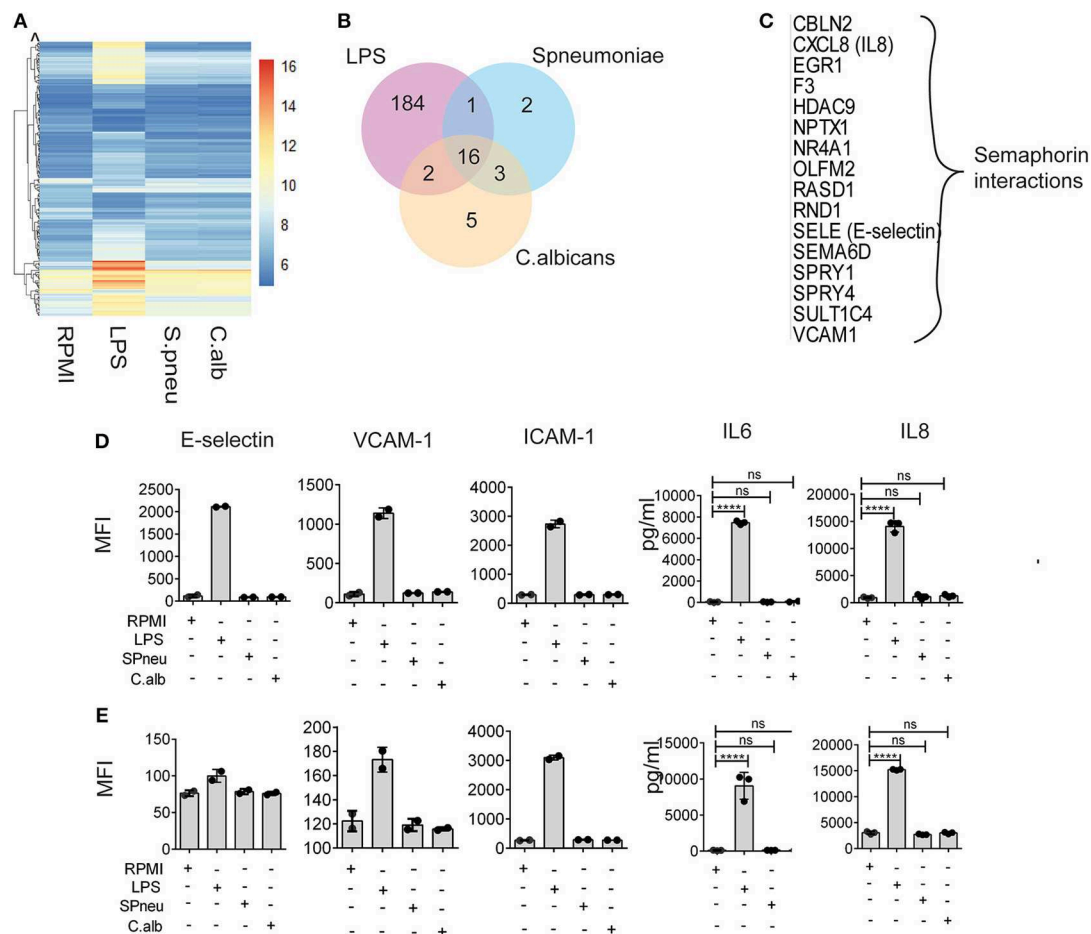 A
^
16
14
12
10
8
6
RPMI
LPS
S.pneu
C.alb
B
LPS
Spneumoniae
184
1
2
16
2
3
5
C.albicans
C
CBLN2
CXCL8 (IL8)
EGR1
F3
HDAC9
NPTX1
NR4A1
OLFM2
RASD1
RND1
SELE (E-selectin)
SEMA6D
SPRY1
SPRY4
SULT1C4
VCAM1
Semaphorin
interactions
D
E-selectin
VCAM-1
ICAM-1
IL6
IL8
MFI
2500
2000
1500
1000
500
0
1500
1000
500
0
4000
3000
2000
1000
0
pg/ml
10000
8000
6000
4000
2000
0
ns
ns
****
20000
15000
10000
5000
0
ns
ns
****
RPMI + - - - + - - - + - - - + - - - + - - -
LPS - + - - - + - - - + - - - + - - - + - -
SPneu - - + - - - + - - - + - - - + - - - + -
C.alb - - - + - - - + - - - + - - - + - - - +
E
MFI
150
100
50
0
200
180
160
140
120
100
4000
3000
2000
1000
0
pg/ml
15000
10000
5000
0
ns
ns
****
20000
15000
10000
5000
0
ns
ns
****
RPMI + - - - + - - - + - - - + - - + - - -
LPS - + - - - + - - - + - - - + - - + - -
SPneu - - + - - - + - - - + - - - + - - + -
C.alb - - - + - - - + - - - + - - - - - - +